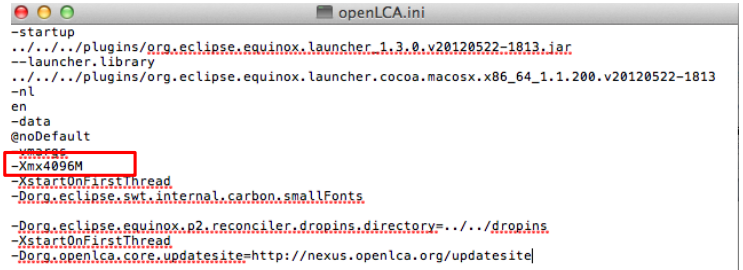 openLCA.ini
-startup
../../../plugins/org.eclipse.equinox.launcher_1.3.0.v20120522-1813.jar
--launcher.library
../../../plugins/org.eclipse.equinox.launcher.cocoa.macosx.x86_64_1.1.200.v20120522-1813
-nl
en
-data
@noDefault
-vmargs
-Xmx4096M
-XstartOnFirstThread
-Dorg.eclipse.swt.internal.carbon.smallFonts
-Dorg.eclipse.equinox.p2.reconciler.dropins.directory=../../dropins
-XstartOnFirstThread
-Dorg.openlca.core.updatesite=http://nexus.openlca.org/updatesite